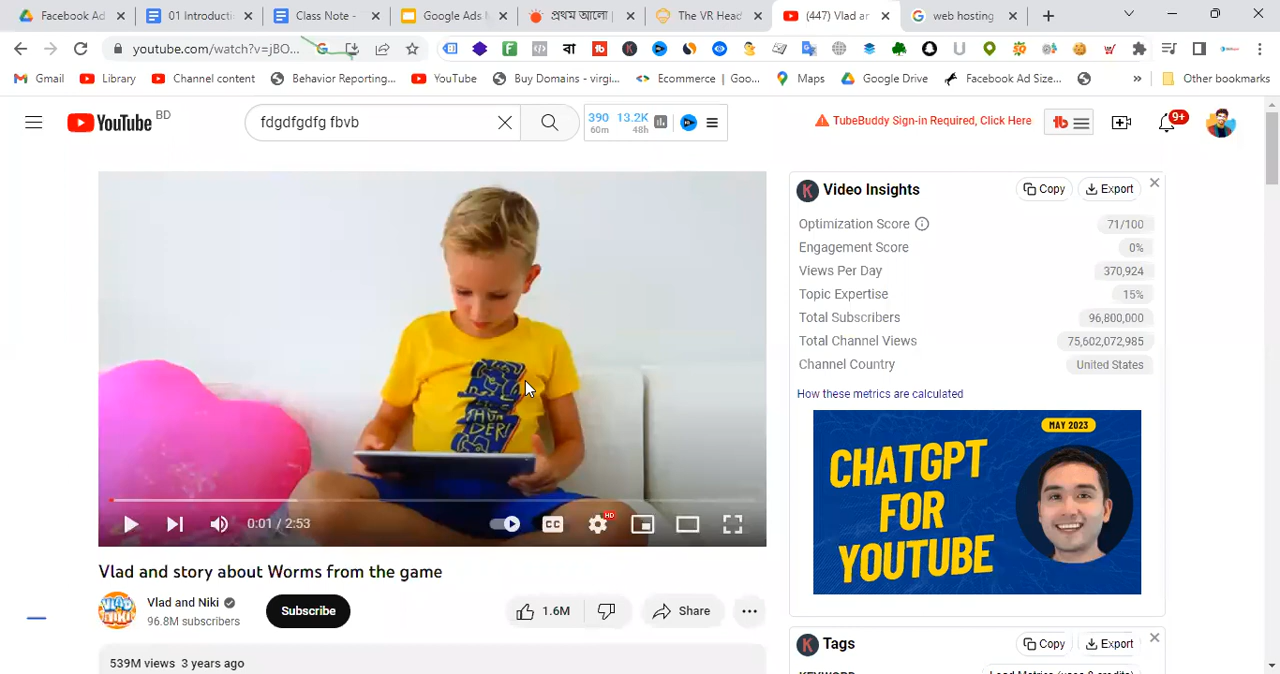 Facebook Ad
01 Introducti
Class Note -
Google Ads M
প্রথম আলো |
The VR Head
(447) Vlad ar
web hosting
youtube.com/watch?v=jBO...
Gmail
Library
Channel content
Behavior Reporting...
YouTube
Buy Domains - virgi...
Ecommerce | Goo...
Maps
Google Drive
Facebook Ad Size...
»
Other bookmarks
YouTube BD
fdgdfgdfg fbvb
390 13.2K
60m 48h
TubeBuddy Sign-in Required, Click Here
9+
Video Insights
Copy
Export
Optimization Score 71/100
Engagement Score 0%
Views Per Day 370,924
Topic Expertise 15%
Total Subscribers 96,800,000
Total Channel Views 75,602,072,985
Channel Country United States
How these metrics are calculated
MAY 2023
CHATGPT
FOR
YOUTUBE
0:01 / 2:53
CC
HD
Vlad and story about Worms from the game
VLAD
Vlad and Niki
96.8M subscribers
Subscribe
1.6M
Share
539M views 3 years ago
Tags
Copy
Export